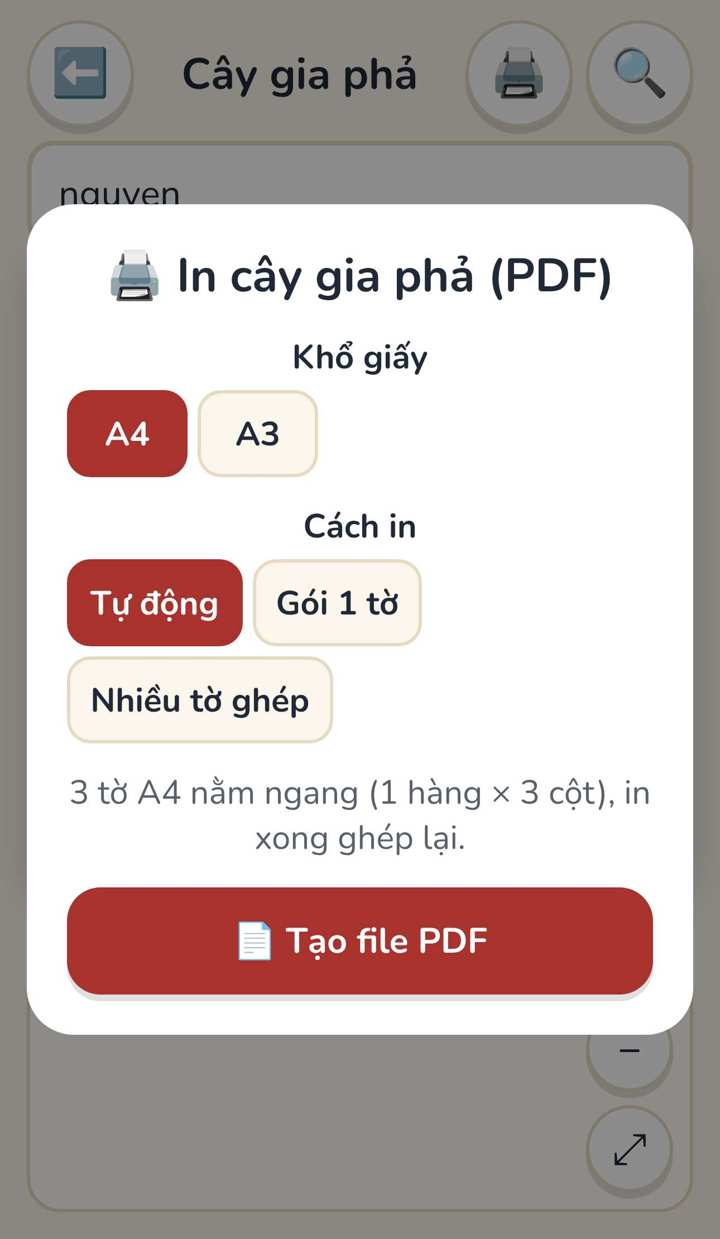 Cây gia phả
nguyen
In cây gia phả (PDF)
Khổ giấy
A4
A3
Cách in
Tự động
Gói 1 tờ
Nhiều tờ ghép
3 tờ A4 nằm ngang (1 hàng × 3 cột), in
xong ghép lại.
Tạo file PDF